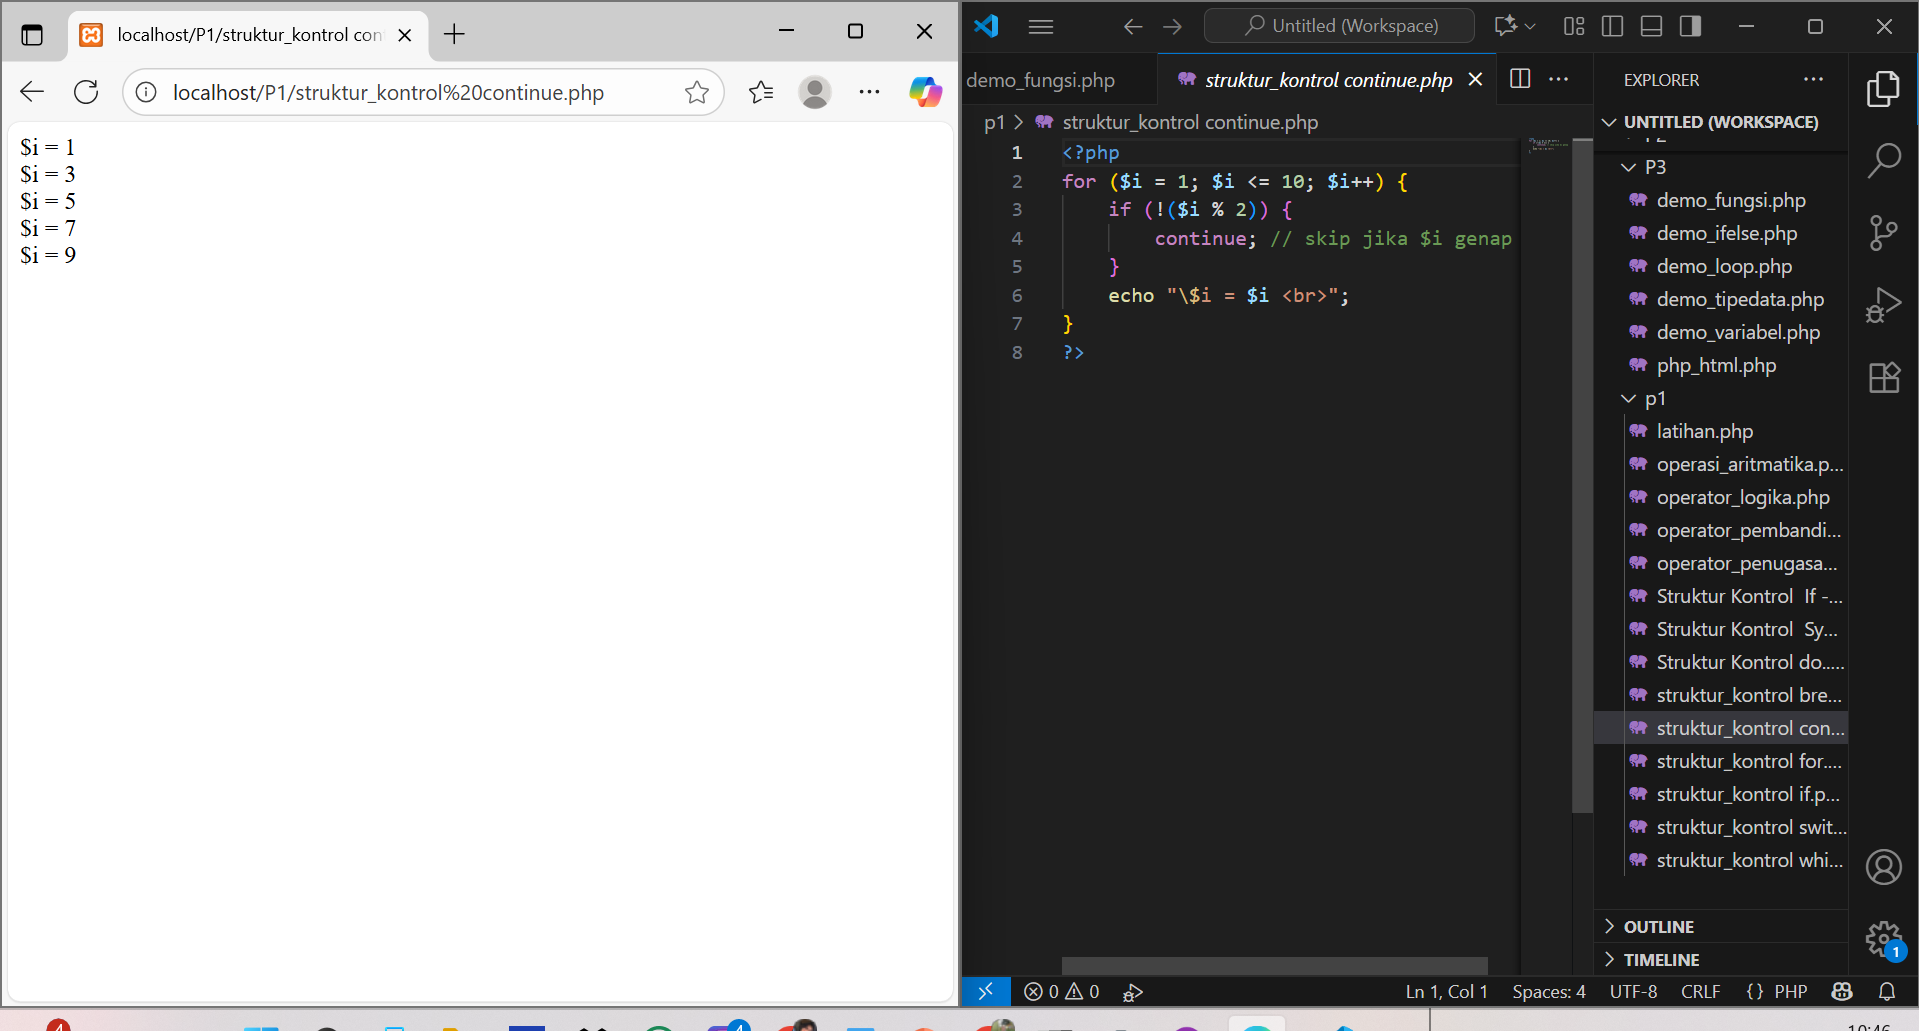 localhost/P1/struktur_kontrol con
localhost/P1/struktur_kontrol%20continue.php
$i = 1
$i = 3
$i = 5
$i = 7
$i = 9
Untitled (Workspace)
demo_fungsi.php
struktur_kontrol continue.php
p1 > struktur_kontrol continue.php
1 <?php
2 for ($i = 1; $i <= 10; $i++) {
3 if (!($i % 2)) {
4 continue; // skip jika $i genap
5 }
6 echo "\$i = $i <br>";
7 }
8 ?>
EXPLORER
UNTITLED (WORKSPACE)
P3
demo_fungsi.php
demo_ifelse.php
demo_loop.php
demo_tipedata.php
demo_variabel.php
php_html.php
p1
latihan.php
operasi_aritmatika.p...
operator_logika.php
operator_pembandi...
operator_penugasa...
Struktur Kontrol  If -...
Struktur Kontrol  Sy...
Struktur Kontrol do....
struktur_kontrol bre...
struktur_kontrol con...
struktur_kontrol for....
struktur_kontrol if.p...
struktur_kontrol swit...
struktur_kontrol whi...
OUTLINE
TIMELINE
1
0 0
Ln 1, Col 1
Spaces: 4
UTF-8
CRLF
{} PHP
4
4
10:46